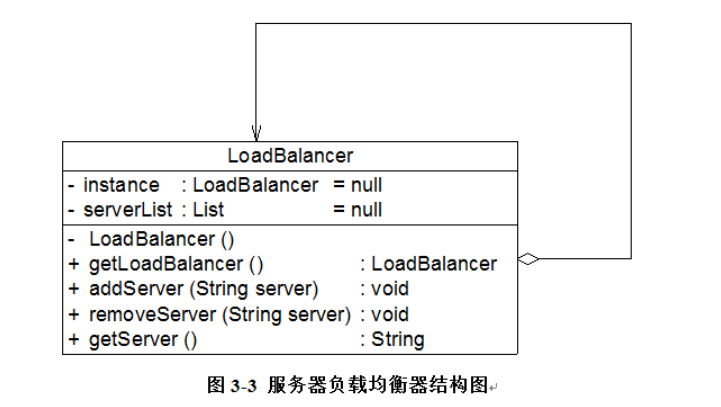 LoadBalancer
- instance : LoadBalancer = null
- serverList : List = null
- LoadBalancer ()
+ getLoadBalancer () : LoadBalancer
+ addServer (String server) : void
+ removeServer (String server) : void
+ getServer () : String
图 3-3 服务器负载均衡器结构图